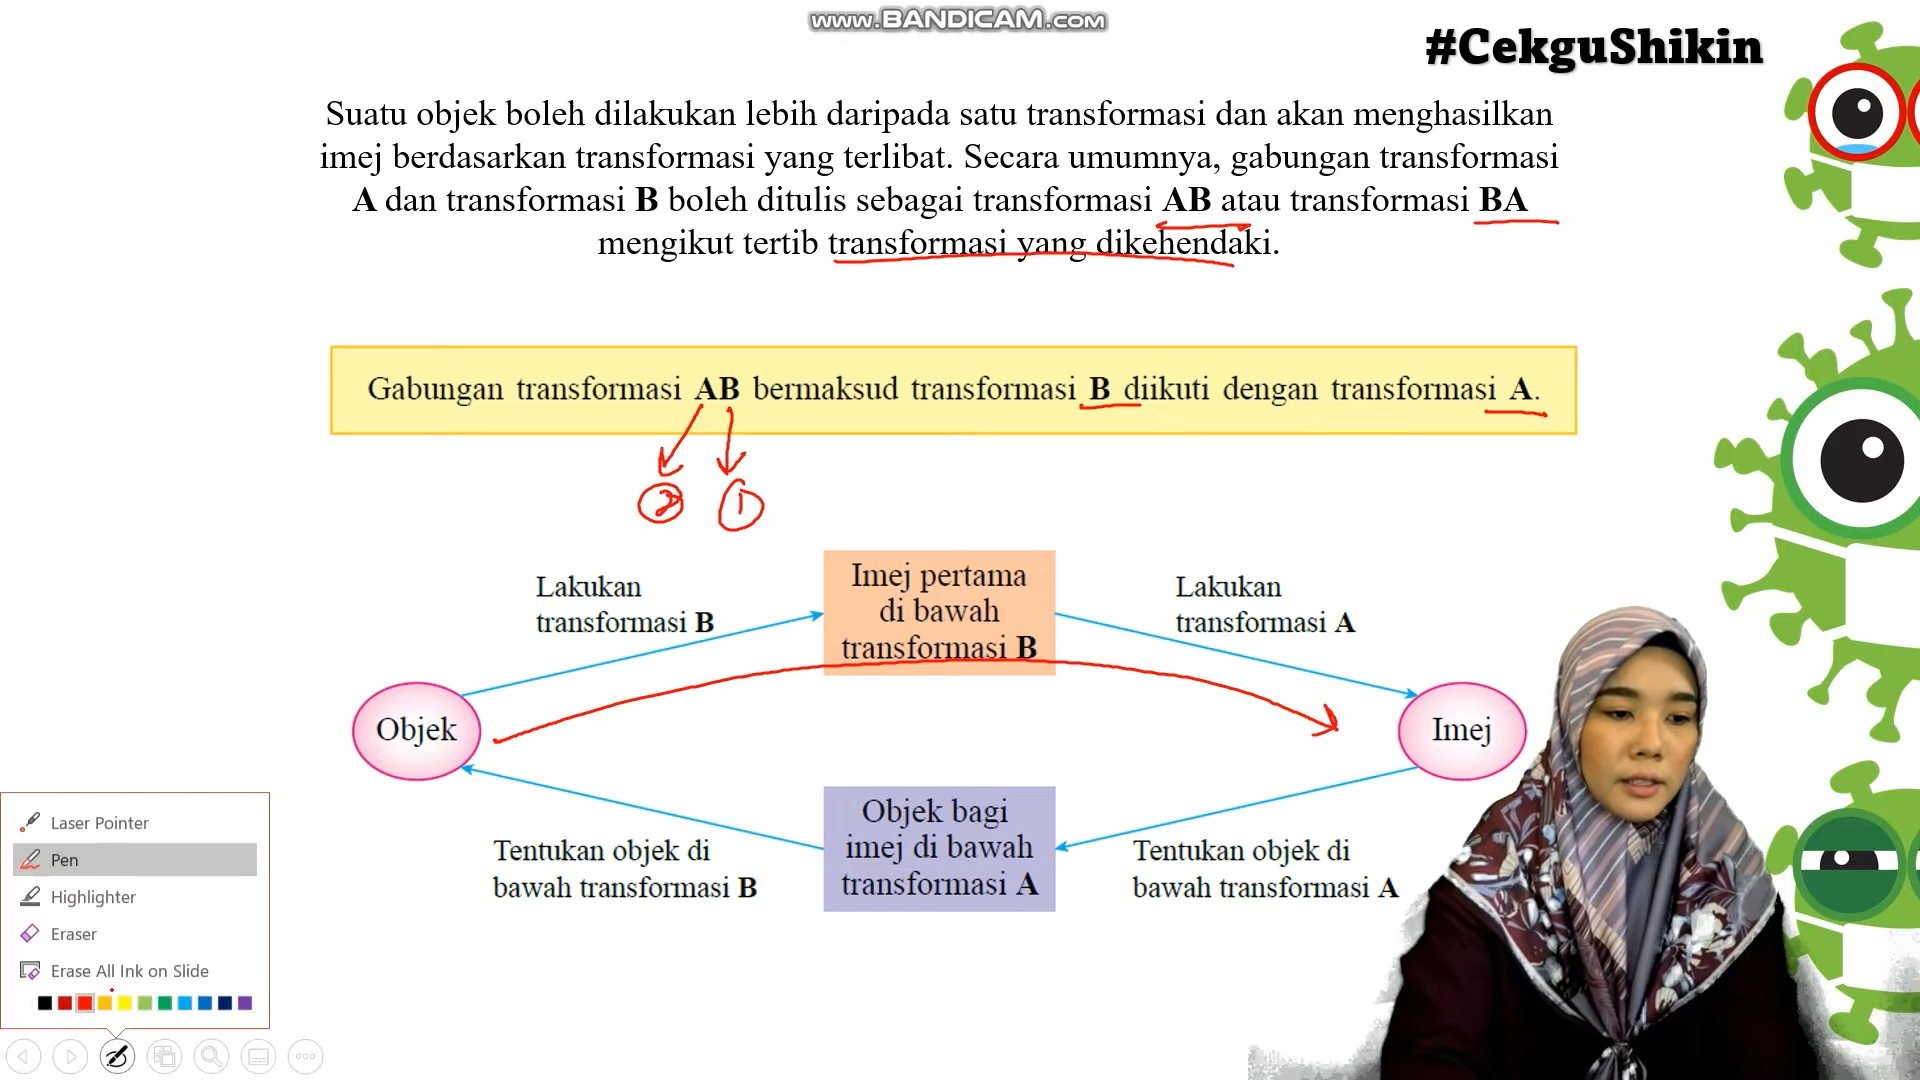 www.BANDICAM.com
#CekguShikin
Suatu objek boleh dilakukan lebih daripada satu transformasi dan akan menghasilkan
imej berdasarkan transformasi yang terlibat. Secara umumnya, gabungan transformasi
A dan transformasi B boleh ditulis sebagai transformasi AB atau transformasi BA
mengikut tertib transformasi yang dikehendaki.
Gabungan transformasi AB bermaksud transformasi B diikuti dengan transformasi A.
2 1
Lakukan
transformasi B
Imej pertama
di bawah
transformasi B
Lakukan
transformasi A
Objek
Imej
Tentukan objek di
bawah transformasi B
Objek bagi
imej di bawah
transformasi A
Tentukan objek di
bawah transformasi A
Laser Pointer
Pen
Highlighter
Eraser
Erase All Ink on Slide